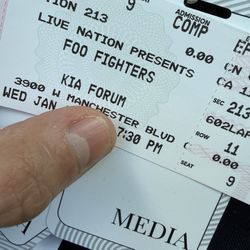 TION 213 9 ADMISSION
COMP
LIVE NATION PRESENTS 0.00
FOO FIGHTERS 0.00
KIA FORUM
3900 W MANCHESTER BLVD
WED JAN 7:30 PM
SEC
213
602LA
ROW
11
SEAT
9
MEDIA